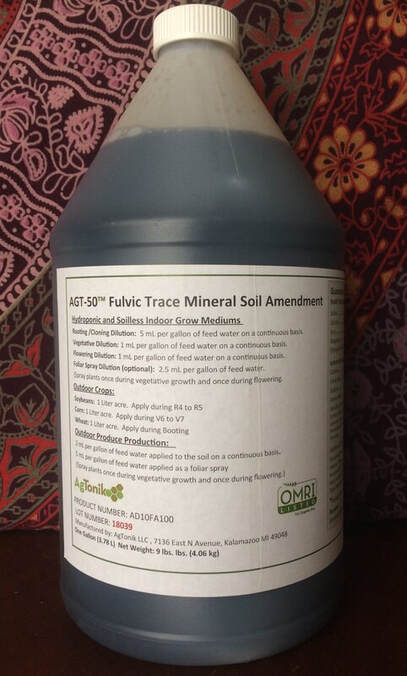 AGT-50™ Fulvic Trace Mineral Soil Amendment
Hydroponic and Soilless Indoor Grow Mediums
Rooting /Cloning Dilution: 5 mL per gallon of feed water on a continuous basis.
Vegetative Dilution: 1 mL per gallon of feed water on a continuous basis.
Flowering Dilution: 1 mL per gallon of feed water on a continuous basis.
Foliar Spray Dilution (optional): 2.5 mL per gallon of feed water.
(Spray plants once during vegetative growth and once during flowering.
Outdoor Crops:
Soybeans: 1 Liter acre. Apply during R4 to R5
Corn: 1 Liter acre. Apply during V6 to V7
Wheat: 1 Liter acre. Apply during Booting
Outdoor Produce Production:
mL per gallon of feed water applied to the soil on a continuous basis.
5 mL per gallon of feed water applied as a foliar spray
(Spray plants once during vegetative growth and once during flowering.)
AgTonik
OMRI
LISTED
PRODUCT NUMBER: AD10FA100
LOT NUMBER: 18039
Manufactured by: AgTonik LLC , 7136 East N Avenue, Kalamazoo MI 49048
One Gallon (3.78 L) Net Weight: 9 lbs. lbs. (4.06 kg)